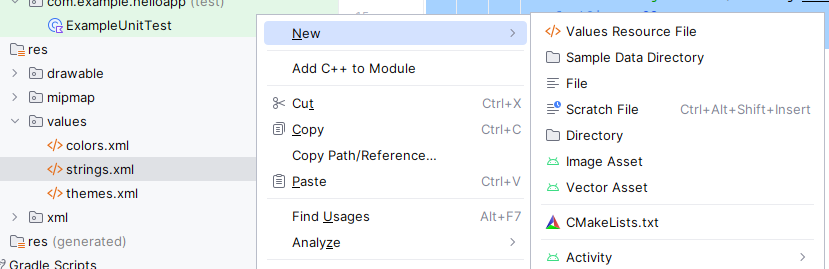 com.example.helloapp (test)
ExampleUnitTest
res
drawable
mipmap
values
colors.xml
strings.xml
themes.xml
xml
res (generated)
Gradle Scripts
New
Add C++ to Module
Cut Ctrl+X
Copy Ctrl+C
Copy Path/Reference...
Paste Ctrl+V
Find Usages Alt+F7
Analyze
Values Resource File
Sample Data Directory
File
Scratch File Ctrl+Alt+Shift+Insert
Directory
Image Asset
Vector Asset
CMakeLists.txt
Activity